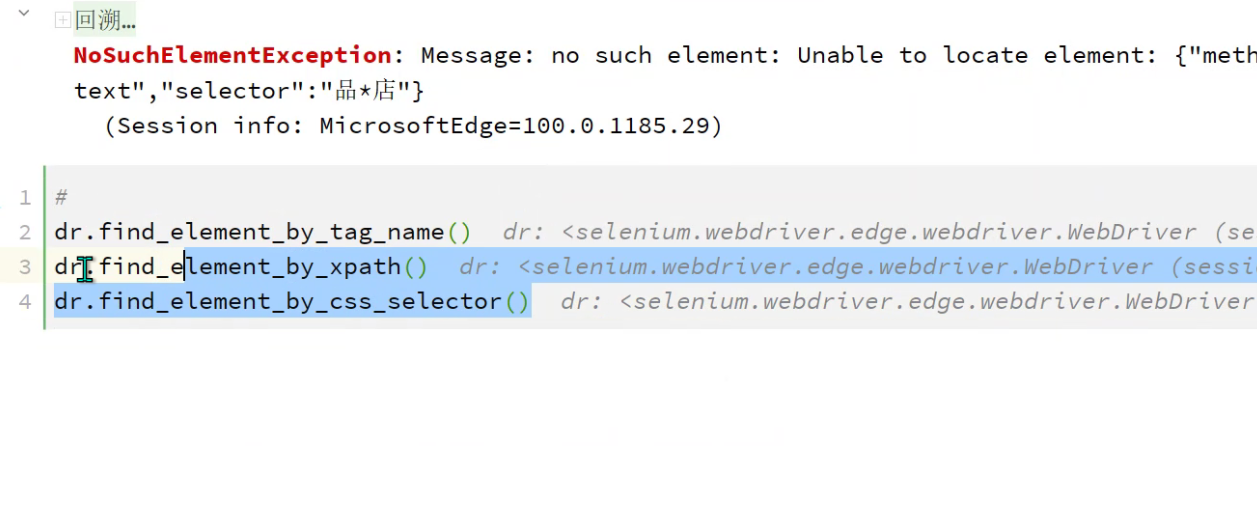 回溯…
NoSuchElementException: Message: no such element: Unable to locate element: {"meth
text","selector":"品*店"}
(Session info: MicrosoftEdge=100.0.1185.29)
1 #
2 dr.find_element_by_tag_name() dr: <selenium.webdriver.edge.webdriver.WebDriver (se
3 dr.find_element_by_xpath() dr: <selenium.webdriver.edge.webdriver.WebDriver (sessi
4 dr.find_element_by_css_selector() dr: <selenium.webdriver.edge.webdriver.WebDriver